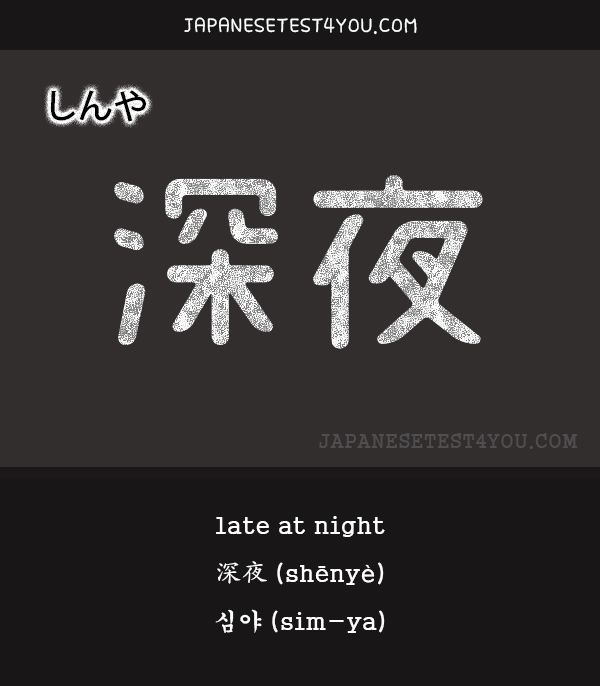 JAPANESETEST4YOU.COM
しんや
深夜
JAPANESETEST4YOU.COM
late at night
深夜 (shēnyè)
심야 (sim-ya)